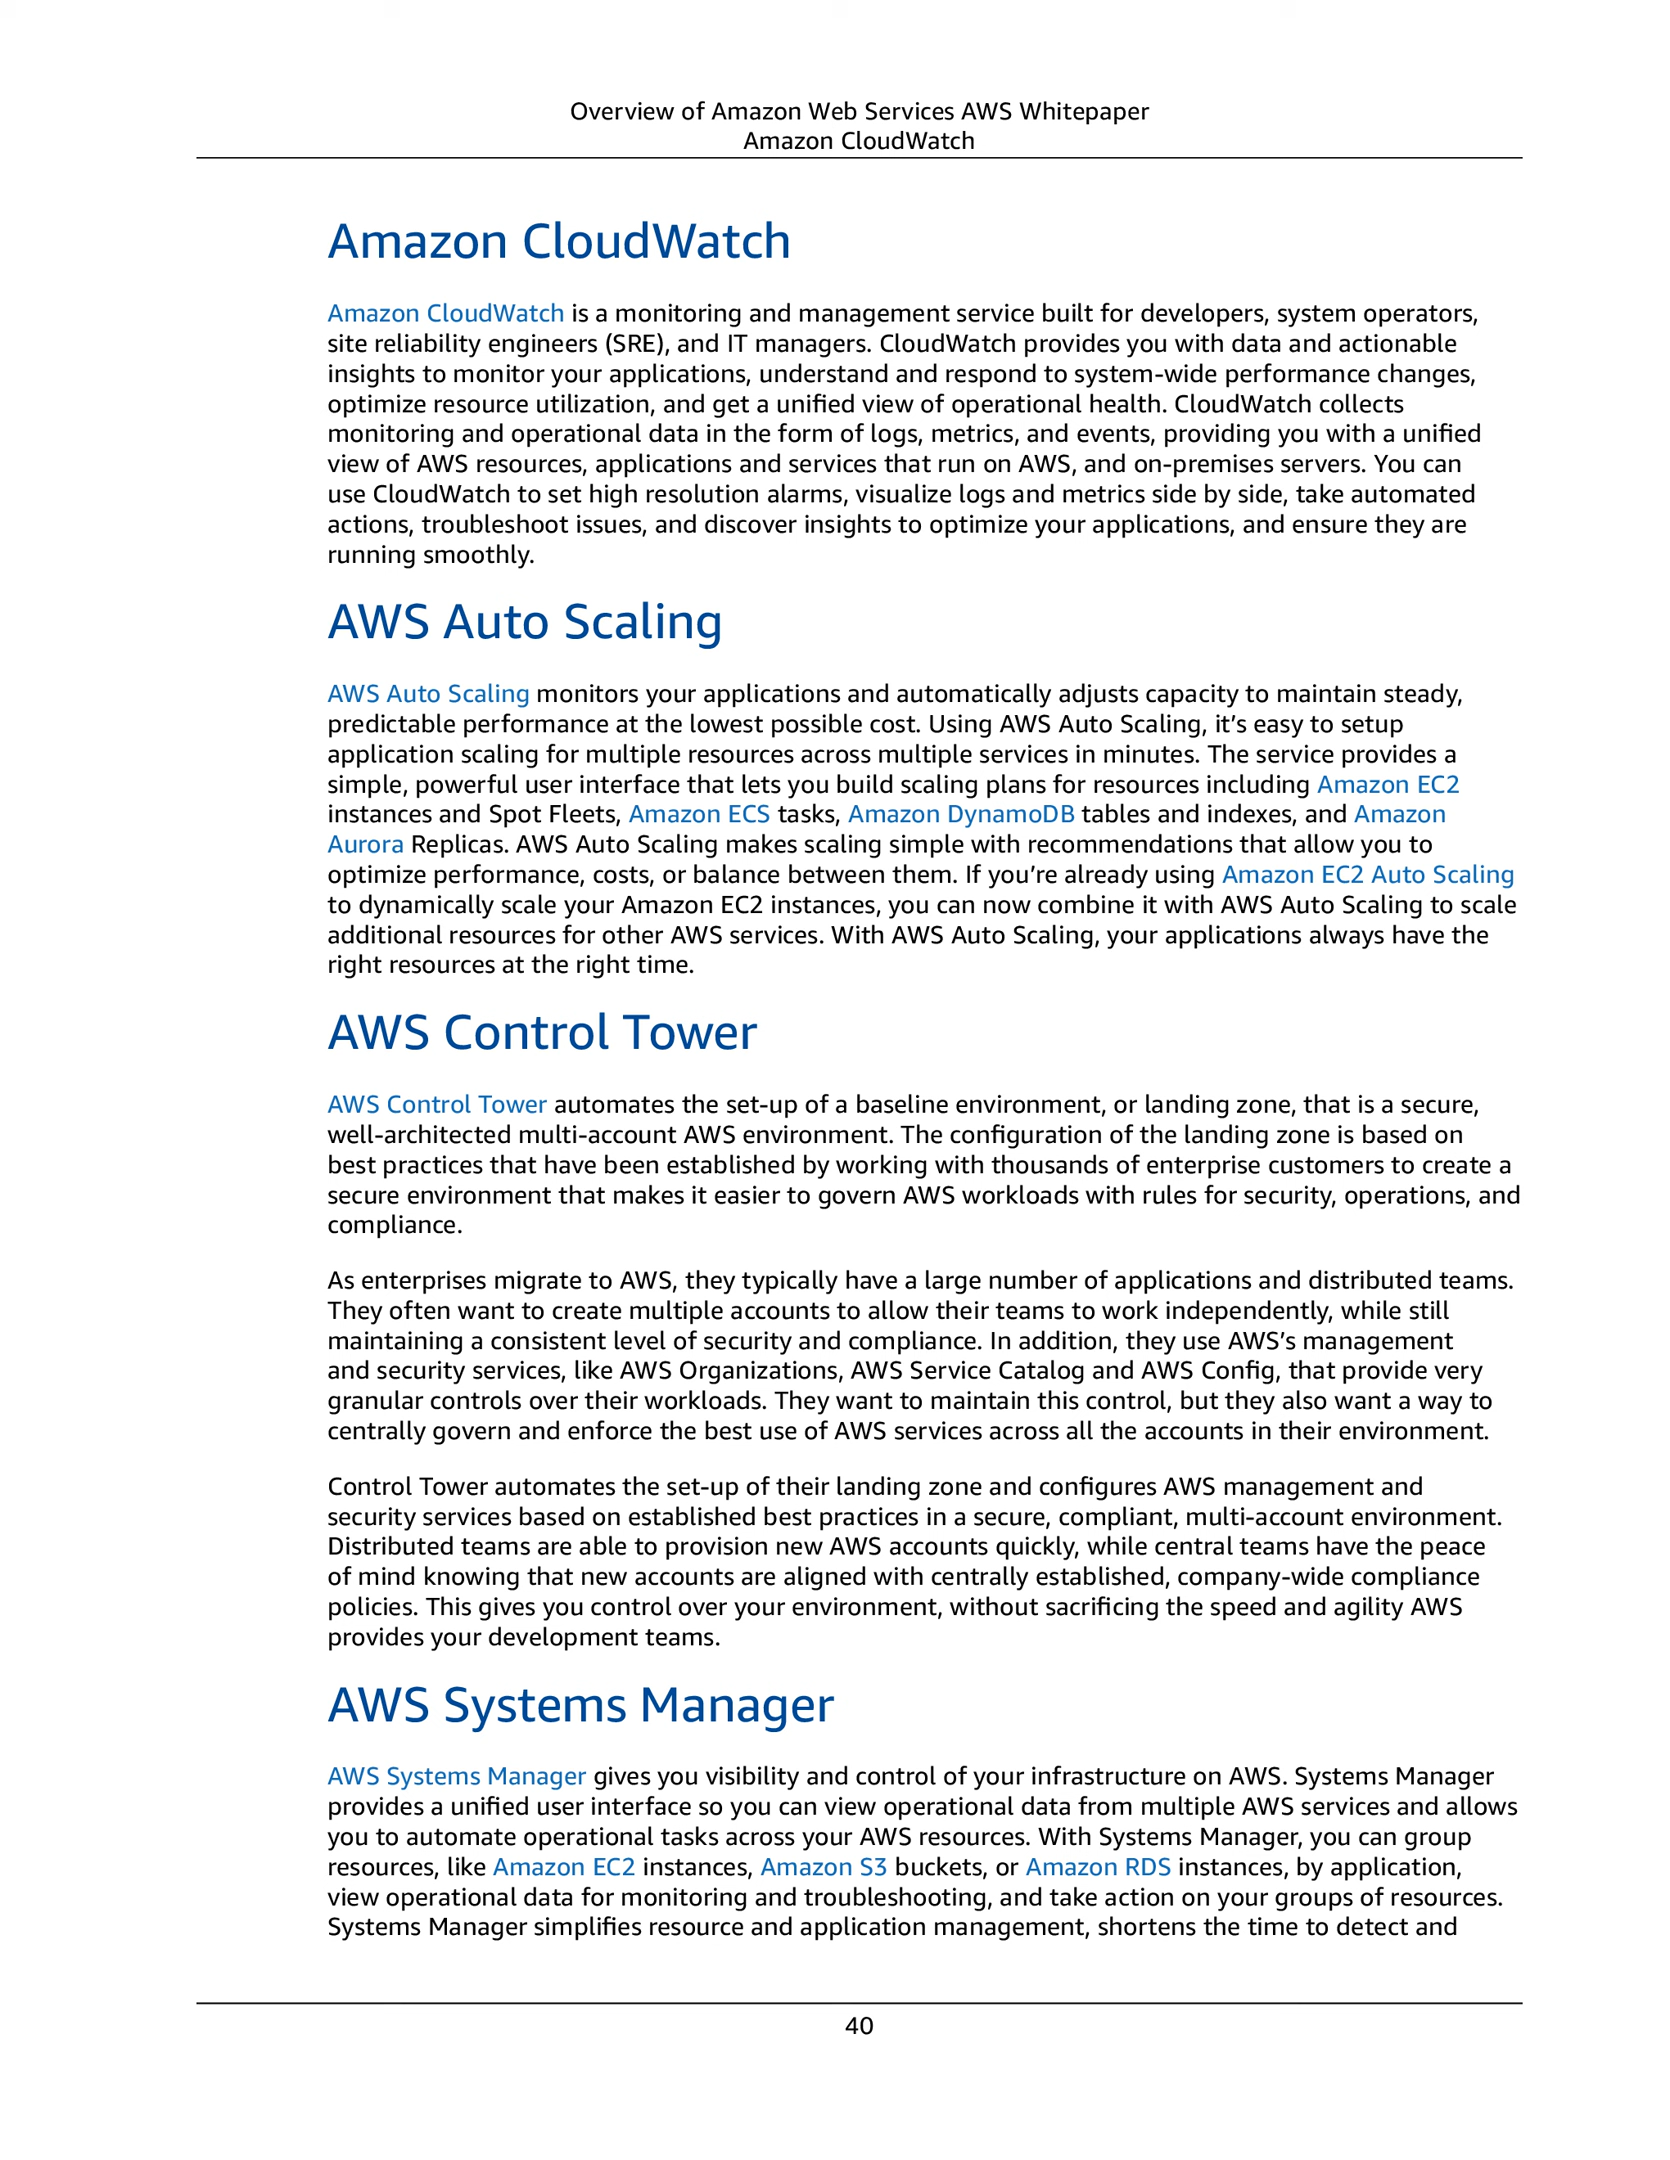 Overview of Amazon Web Services AWS Whitepaper
Amazon CloudWatch
Amazon CloudWatch
Amazon CloudWatch is a monitoring and management service built for developers, system operators,
site reliability engineers (SRE), and IT managers. CloudWatch provides you with data and actionable
insights to monitor your applications, understand and respond to system-wide performance changes,
optimize resource utilization, and get a unified view of operational health. CloudWatch collects
monitoring and operational data in the form of logs, metrics, and events, providing you with a unified
view of AWS resources, applications and services that run on AWS, and on-premises servers. You can
use CloudWatch to set high resolution alarms, visualize logs and metrics side by side, take automated
actions, troubleshoot issues, and discover insights to optimize your applications, and ensure they are
running smoothly.
AWS Auto Scaling
AWS Auto Scaling monitors your applications and automatically adjusts capacity to maintain steady,
predictable performance at the lowest possible cost. Using AWS Auto Scaling, it’s easy to setup
application scaling for multiple resources across multiple services in minutes. The service provides a
simple, powerful user interface that lets you build scaling plans for resources including Amazon EC2
instances and Spot Fleets, Amazon ECS tasks, Amazon DynamoDB tables and indexes, and Amazon
Aurora Replicas. AWS Auto Scaling makes scaling simple with recommendations that allow you to
optimize performance, costs, or balance between them. If you’re already using Amazon EC2 Auto Scaling
to dynamically scale your Amazon EC2 instances, you can now combine it with AWS Auto Scaling to scale
additional resources for other AWS services. With AWS Auto Scaling, your applications always have the
right resources at the right time.
AWS Control Tower
AWS Control Tower automates the set-up of a baseline environment, or landing zone, that is a secure,
well-architected multi-account AWS environment. The configuration of the landing zone is based on
best practices that have been established by working with thousands of enterprise customers to create a
secure environment that makes it easier to govern AWS workloads with rules for security, operations, and
compliance.
As enterprises migrate to AWS, they typically have a large number of applications and distributed teams.
They often want to create multiple accounts to allow their teams to work independently, while still
maintaining a consistent level of security and compliance. In addition, they use AWS’s management
and security services, like AWS Organizations, AWS Service Catalog and AWS Config, that provide very
granular controls over their workloads. They want to maintain this control, but they also want a way to
centrally govern and enforce the best use of AWS services across all the accounts in their environment.
Control Tower automates the set-up of their landing zone and configures AWS management and
security services based on established best practices in a secure, compliant, multi-account environment.
Distributed teams are able to provision new AWS accounts quickly, while central teams have the peace
of mind knowing that new accounts are aligned with centrally established, company-wide compliance
policies. This gives you control over your environment, without sacrificing the speed and agility AWS
provides your development teams.
AWS Systems Manager
AWS Systems Manager gives you visibility and control of your infrastructure on AWS. Systems Manager
provides a unified user interface so you can view operational data from multiple AWS services and allows
you to automate operational tasks across your AWS resources. With Systems Manager, you can group
resources, like Amazon EC2 instances, Amazon S3 buckets, or Amazon RDS instances, by application,
view operational data for monitoring and troubleshooting, and take action on your groups of resources.
Systems Manager simplifies resource and application management, shortens the time to detect and
40